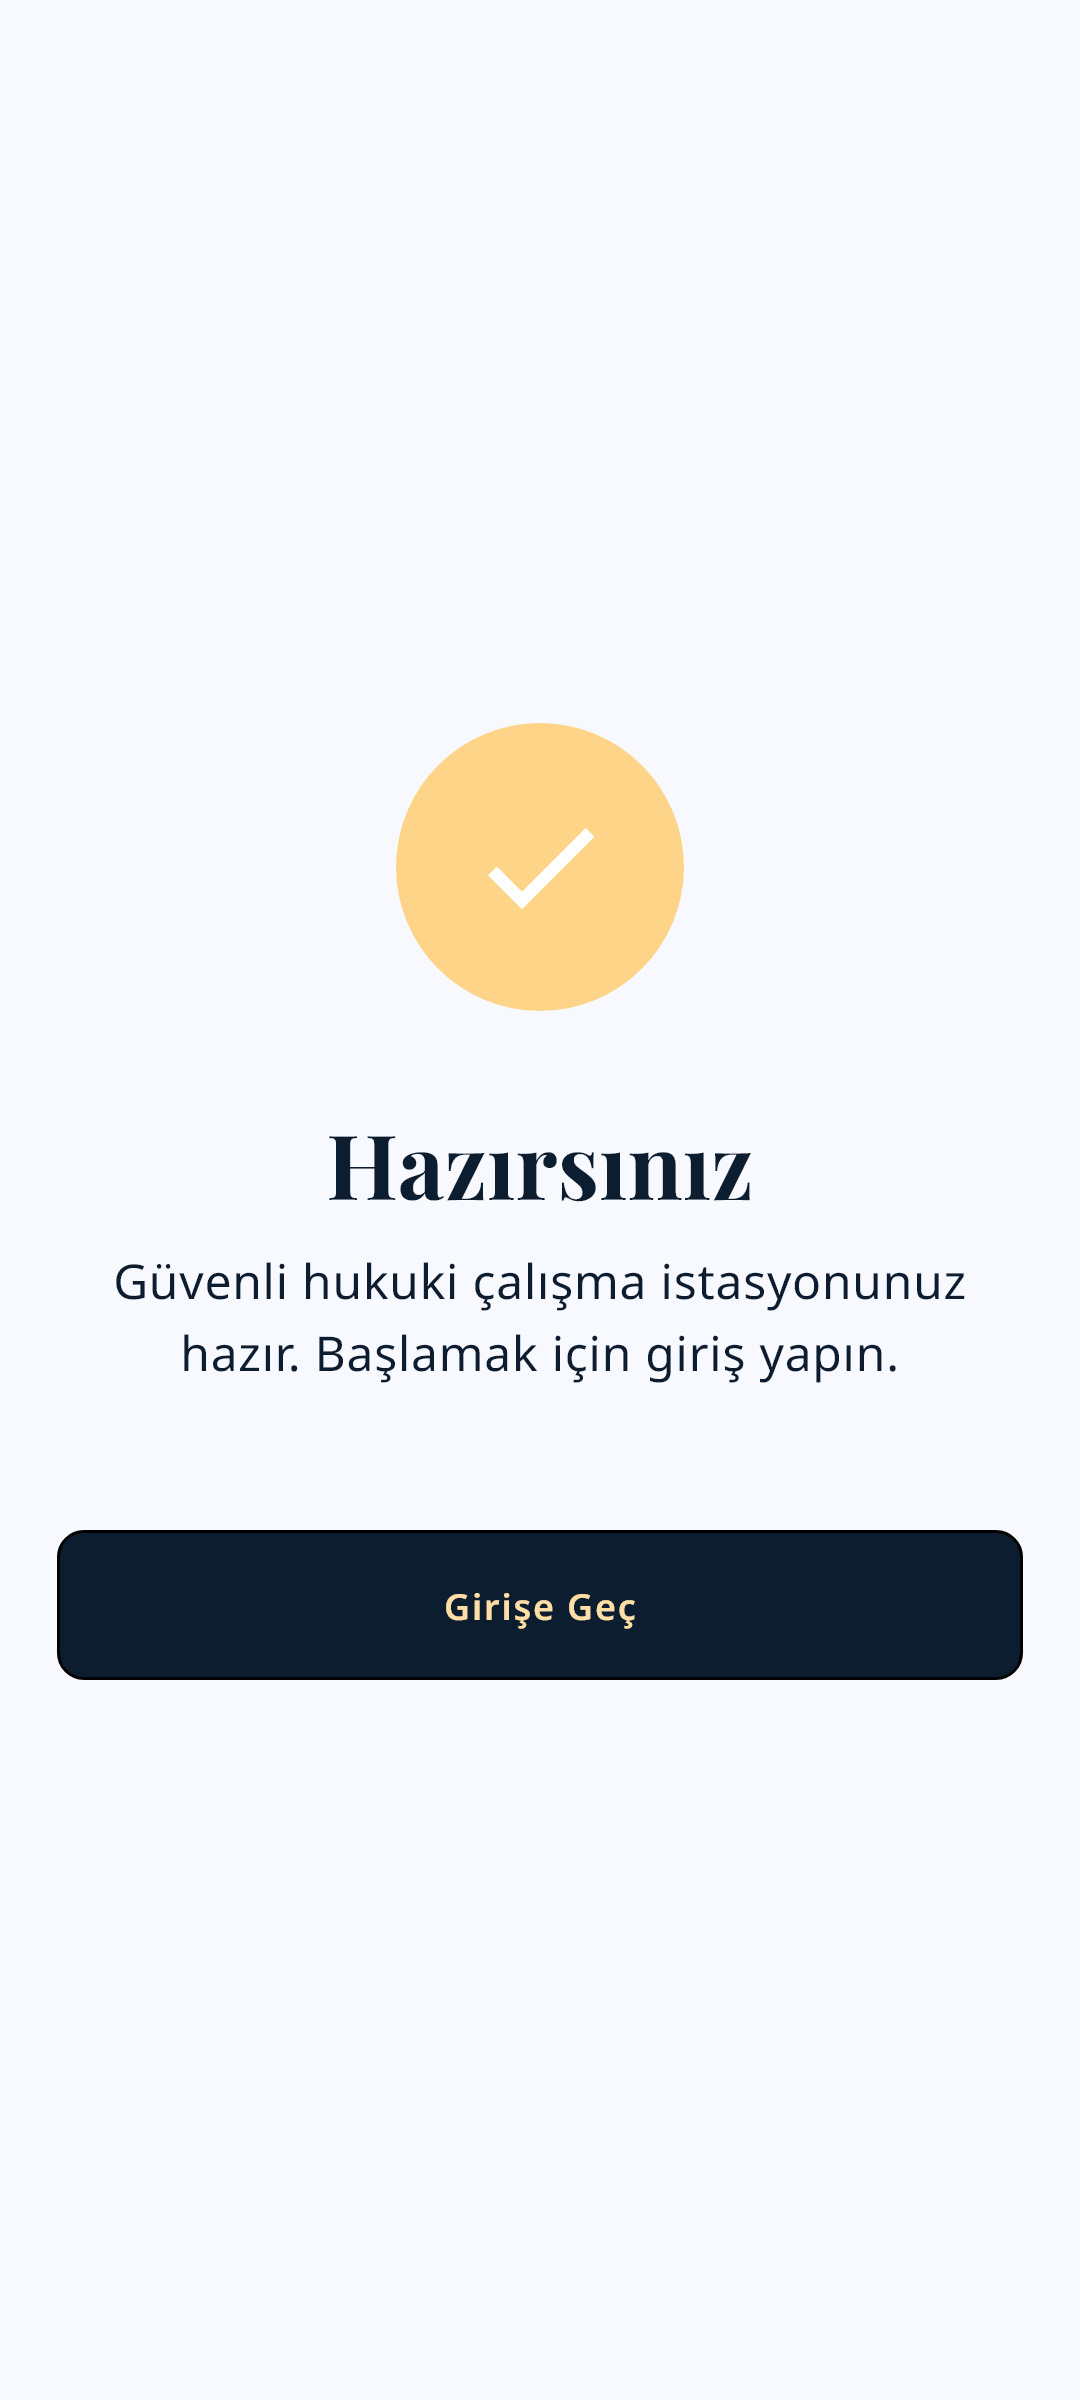 Hazırsınız
Güvenli hukuki çalışma istasyonunuz
hazır. Başlamak için giriş yapın.
Girişe Geç